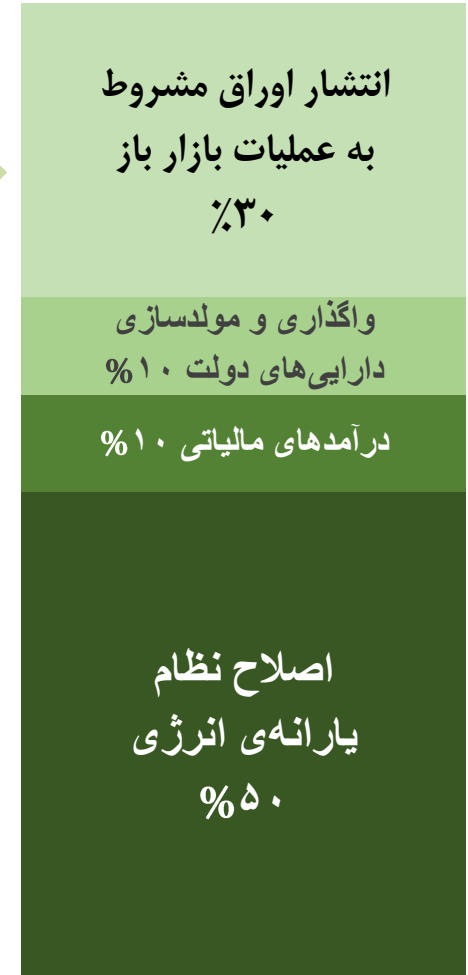 انتشار اوراق مشروط
به عملیات بازار باز
٪۳۰
واگذاری و مولدسازی
دارایی‌های دولت ۱۰%
درآمدهای مالیاتی ۱۰%
اصلاح نظام
یارانه‌ی انرژی
%۵۰